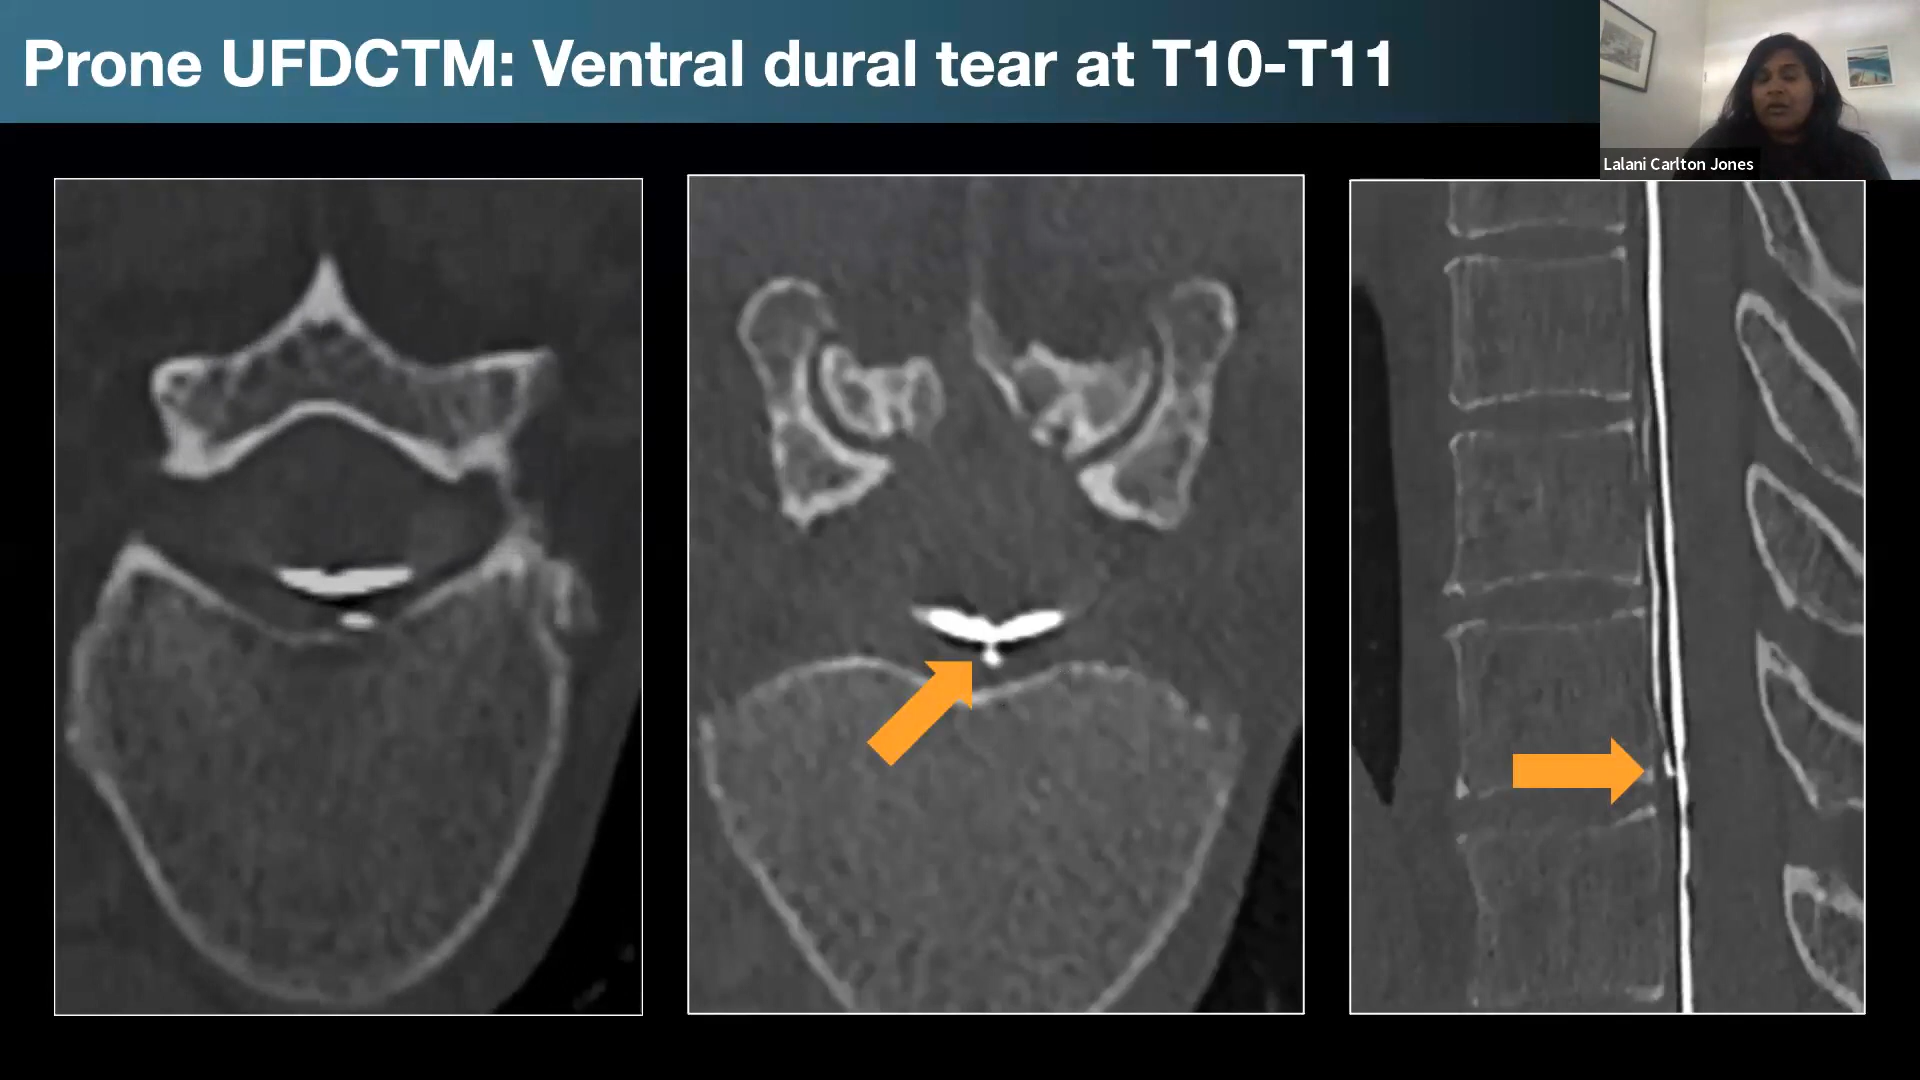 Prone UFDCTM: Ventral dural tear at T10-T11
Lalani Carlton Jones